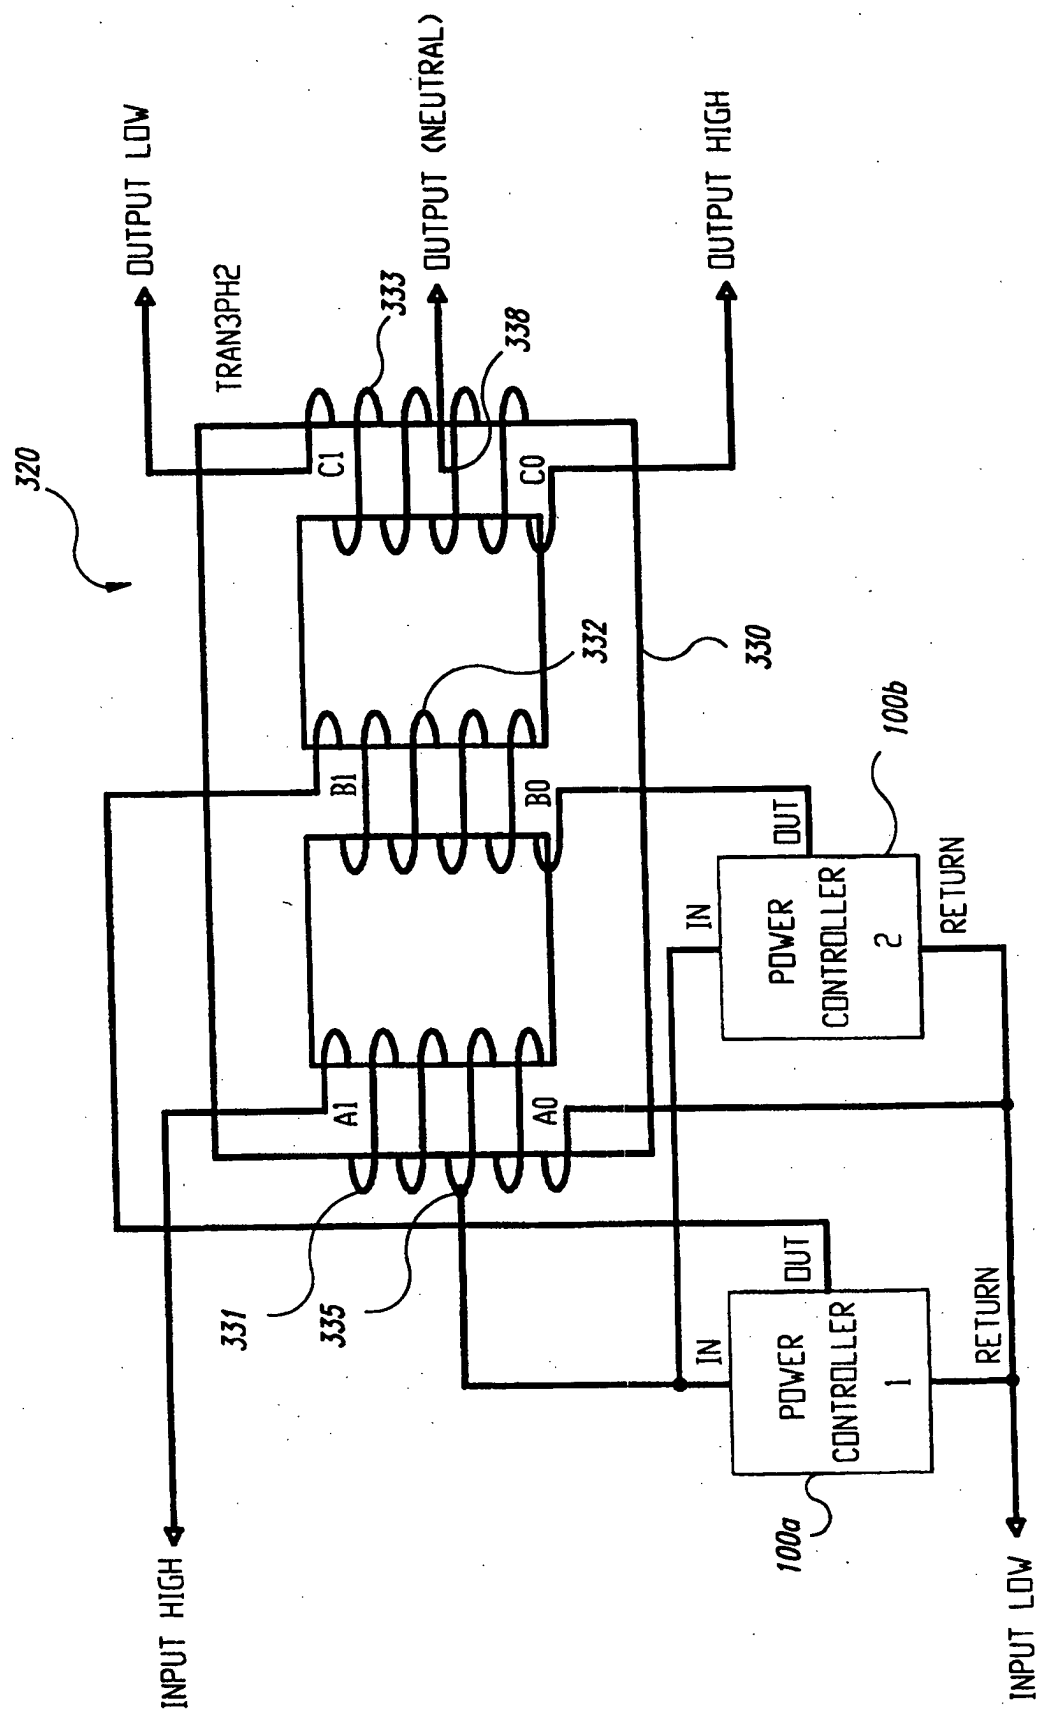 320
OUTPUT LOW
TRAN3PH2
333
OUTPUT (NEUTRAL)
338
OUTPUT HIGH
C1
C0
332
330
B1
B0
A1
A0
331
335
INPUT HIGH
IN
OUT
POWER
CONTROLLER
1
RETURN
100a
IN
OUT
POWER
CONTROLLER
2
RETURN
100b
INPUT LOW